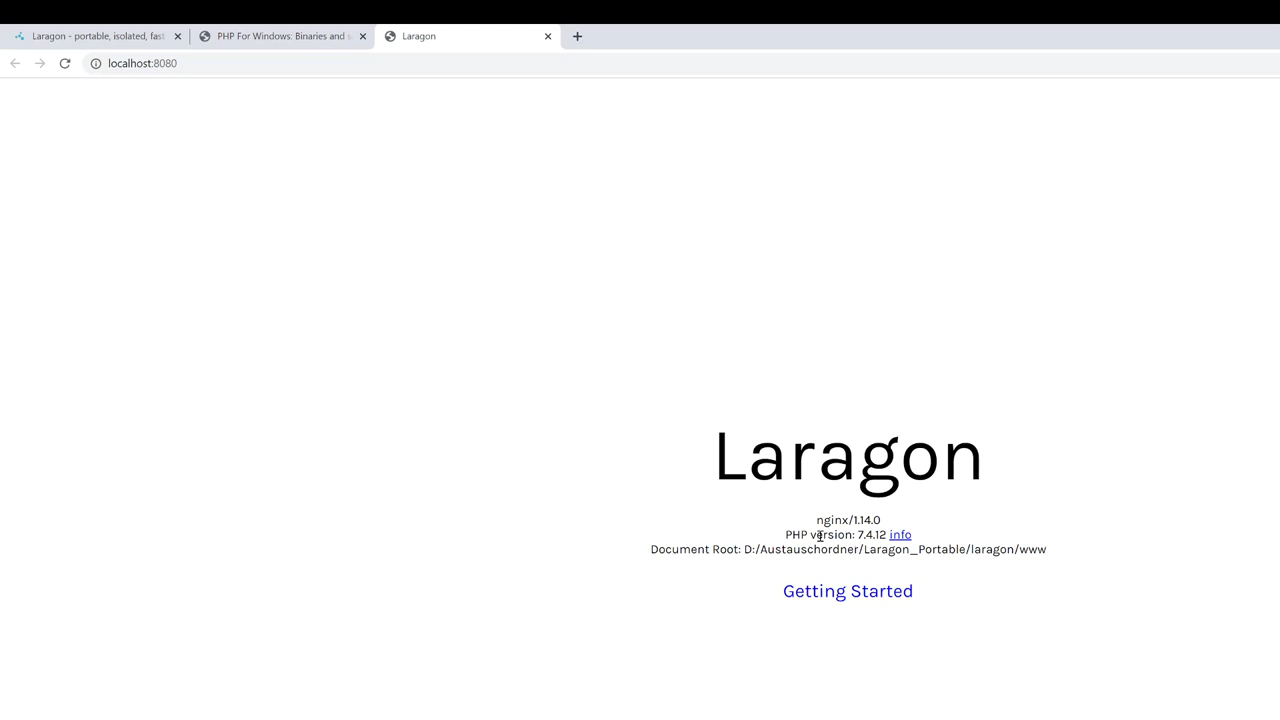 Laragon - portable, isolated, fast
PHP For Windows: Binaries and s
Laragon
localhost:8080
Laragon
nginx/1.14.0
PHP version: 7.4.12 info
Document Root: D:/Austauschordner/Laragon_Portable/laragon/www
Getting Started